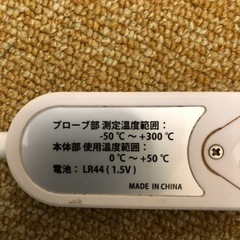 プローブ部 測定温度範囲：
-50 ℃ ～ +300 ℃
本体部 使用温度範囲：
0 ℃ ～ +50 ℃
電池： LR44 ( 1.5V )
MADE IN CHINA